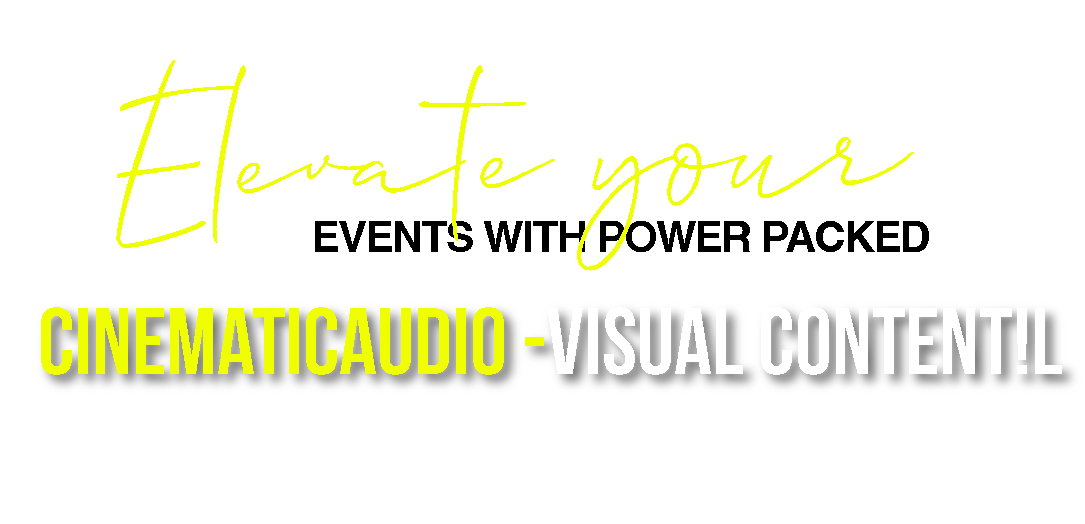 Elevate your
EVENTS WITH POWER PACKED
CINEMATICAUDIO -VISUAL CONTENT!L